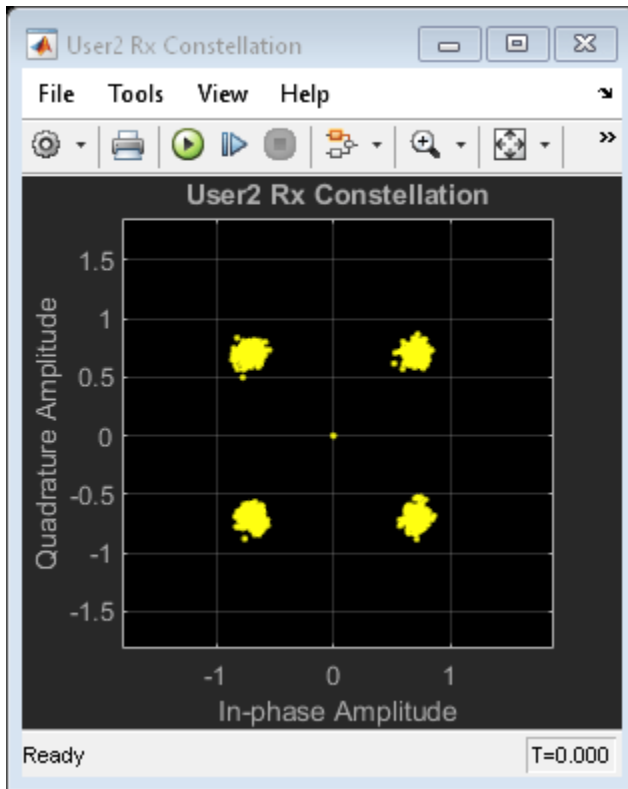 User2 Rx Constellation
File Tools View Help
User2 Rx Constellation
Quadrature Amplitude
1.5
1
0.5
0
-0.5
-1
-1.5
-1 0 1
In-phase Amplitude
Ready T=0.000